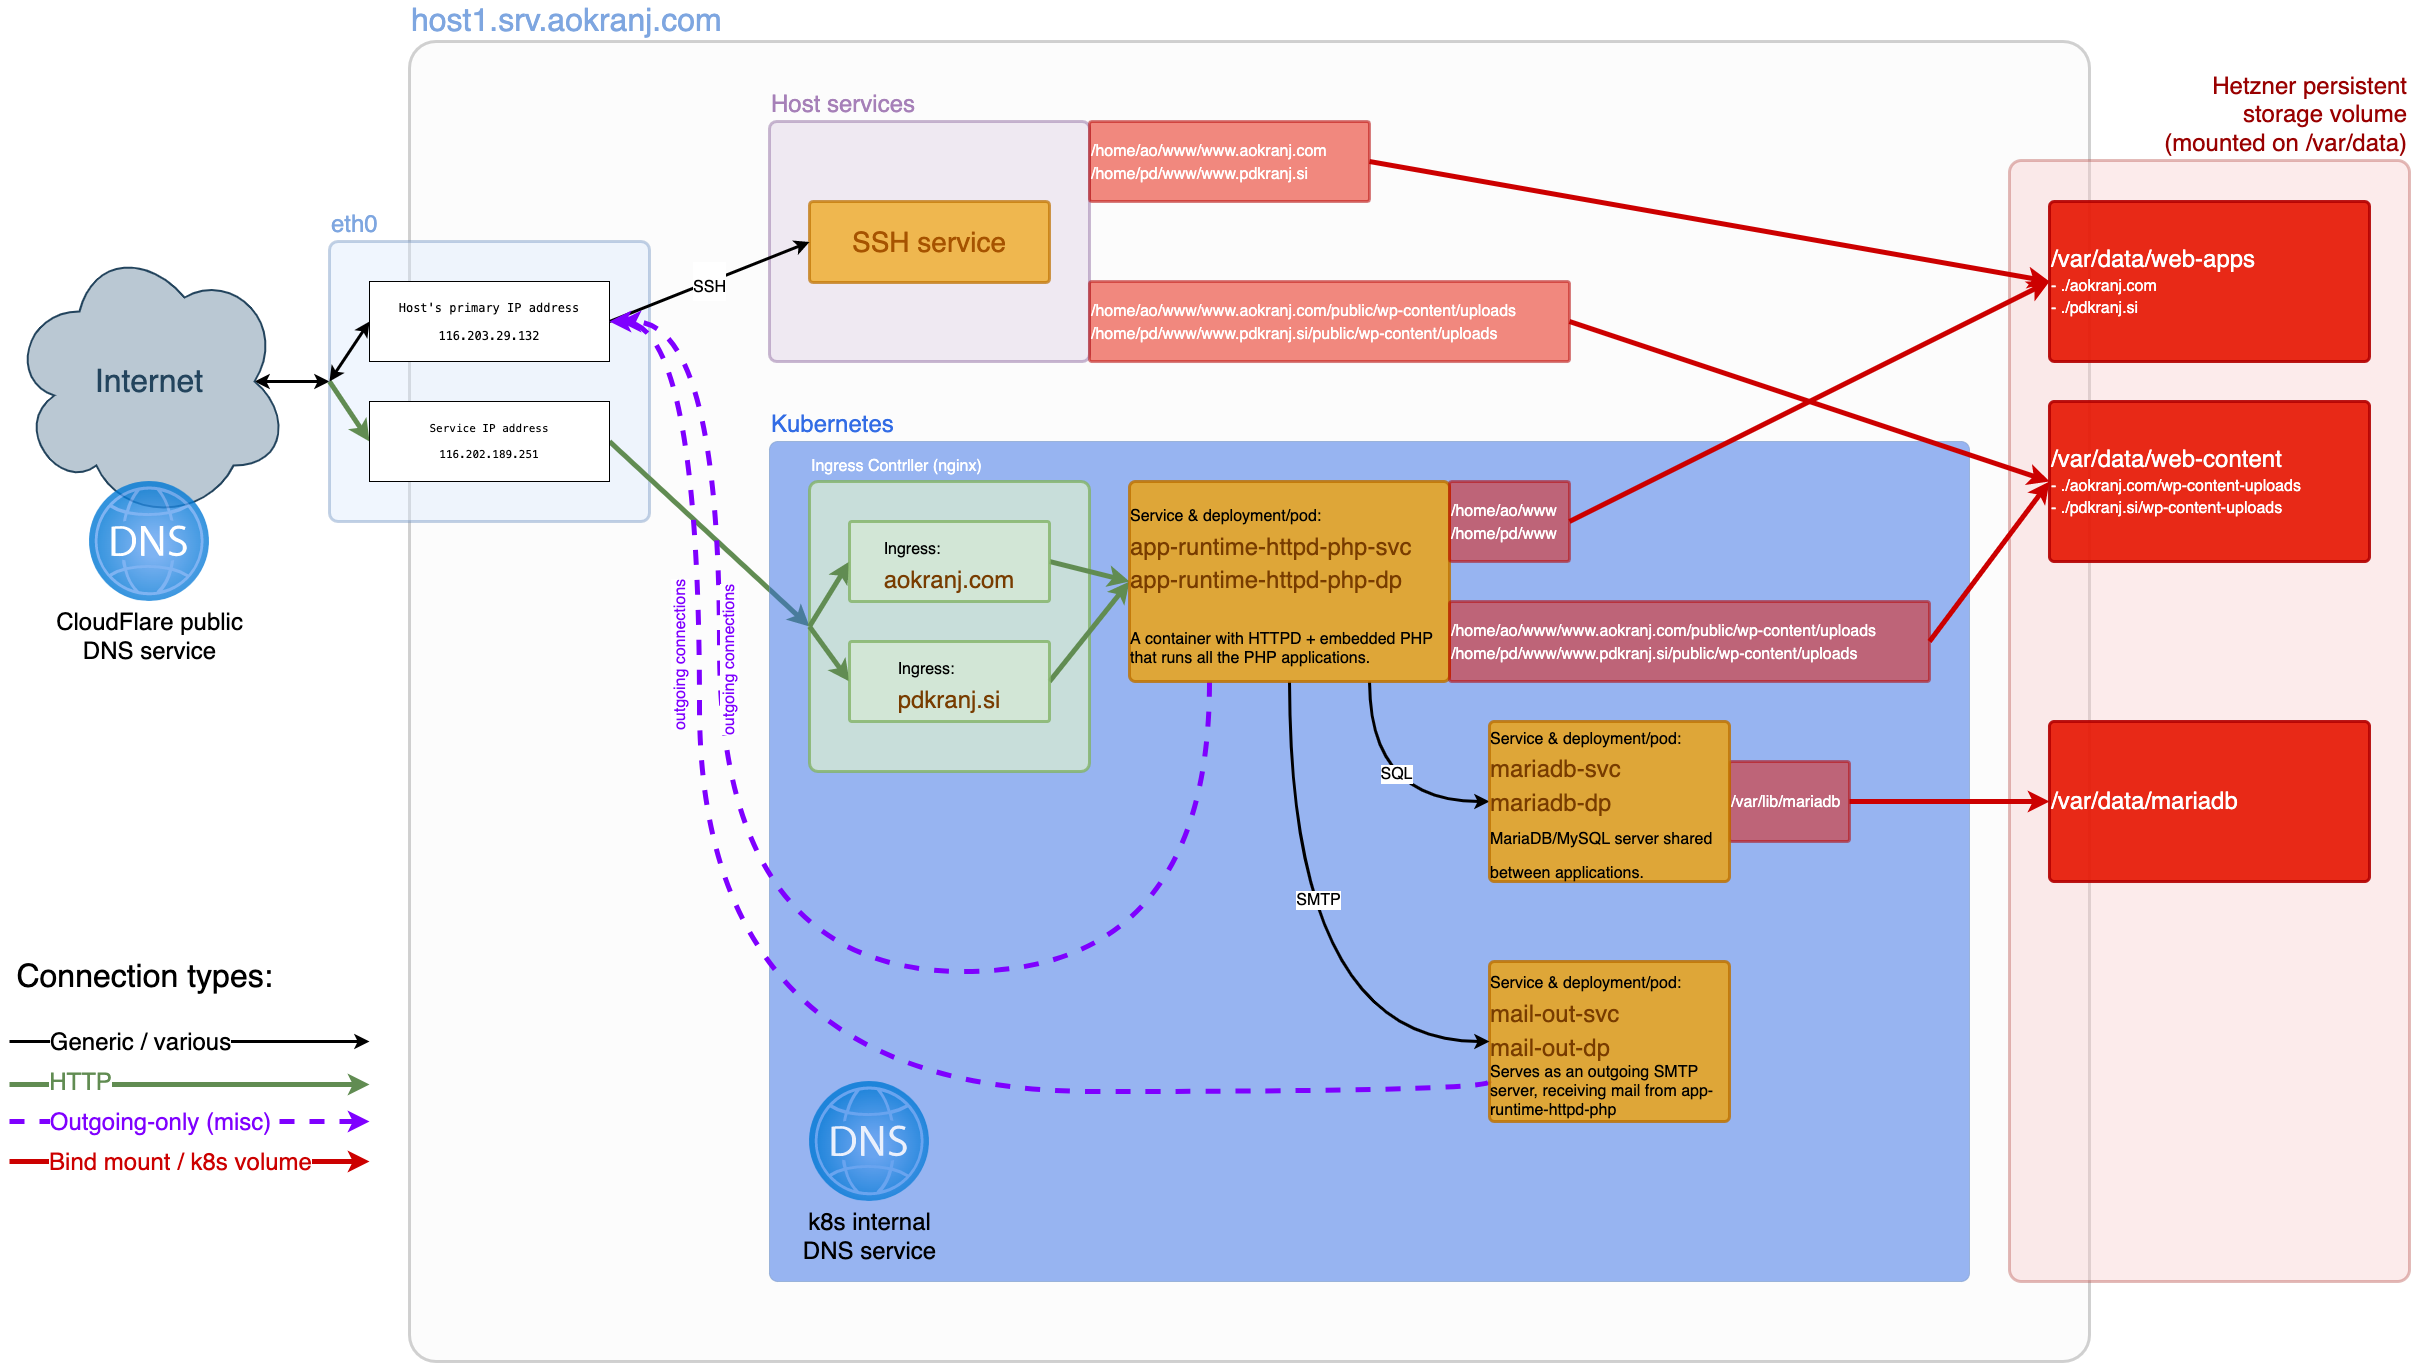 host1.srv.aokranj.com
Hetzner persistent
storage volume
(mounted on /var/data)
Host services
/home/ao/www/www.aokranj.com
/home/pd/www/www.pdkranj.si
SSH service
/home/ao/www/www.aokranj.com/public/wp-content/uploads
/home/pd/www/www.pdkranj.si/public/wp-content/uploads
eth0
Host's primary IP address
116.203.29.132
Service IP address
116.202.189.251
SSH
Internet
DNS
CloudFlare public
DNS service
/var/data/web-apps
- ./aokranj.com
- ./pdkranj.si
/var/data/web-content
- ./aokranj.com/wp-content-uploads
- ./pdkranj.si/wp-content-uploads
/var/data/mariadb
Kubernetes
Ingress Contrller (nginx)
Ingress:
aokranj.com
Ingress:
pdkranj.si
Service & deployment/pod:
app-runtime-httpd-php-svc
app-runtime-httpd-php-dp
A container with HTTPD + embedded PHP
that runs all the PHP applications.
/home/ao/www
/home/pd/www
/home/ao/www/www.aokranj.com/public/wp-content/uploads
/home/pd/www/www.pdkranj.si/public/wp-content/uploads
outgoing connections
outgoing connections
SQL
Service & deployment/pod:
mariadb-svc
mariadb-dp
MariaDB/MySQL server shared
between applications.
/var/lib/mariadb
SMTP
Service & deployment/pod:
mail-out-svc
mail-out-dp
Serves as an outgoing SMTP
server, receiving mail from app-
runtime-httpd-php
DNS
k8s internal
DNS service
Connection types:
Generic / various
HTTP
Outgoing-only (misc)
Bind mount / k8s volume